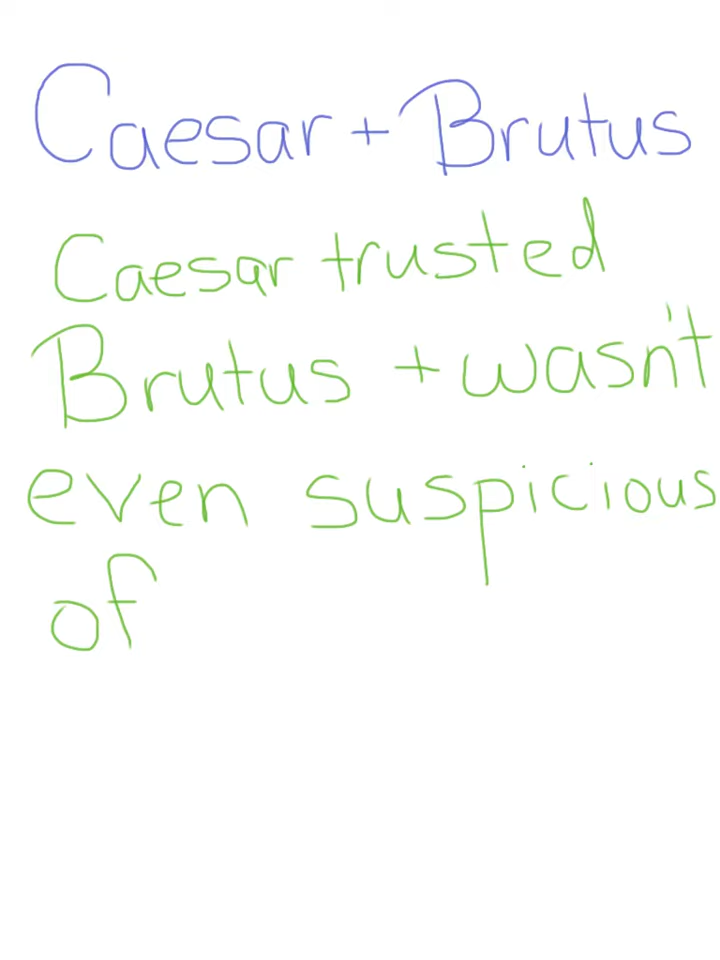 Caesar + Brutus
Caesar trusted
Brutus + wasn't
even suspicious
of